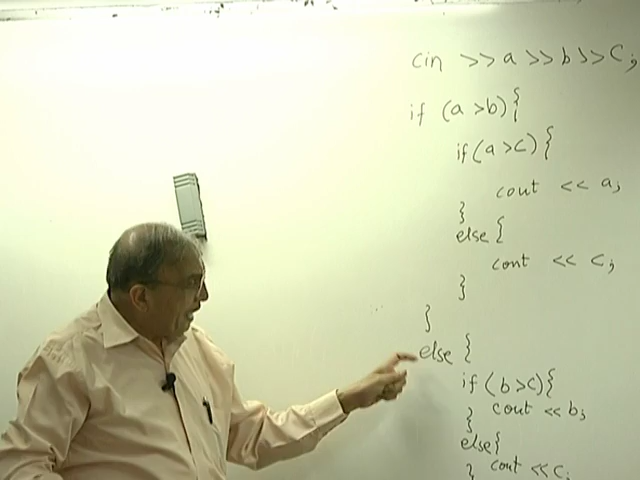 cin >> a >> b >> c;
if (a > b) {
if (a > c) {
cout << a;
}
else {
cout << c;
}
}
else {
if (b > c) {
cout << b;
}
else {
cout << c;
}